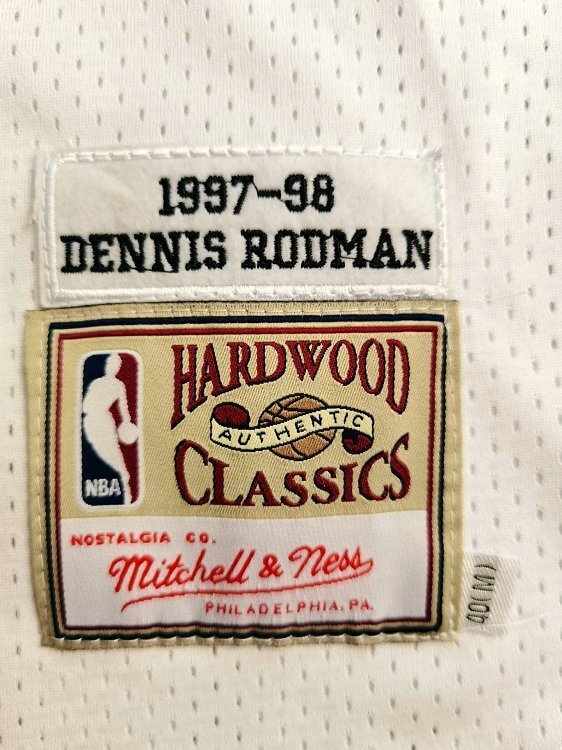 1997-98
DENNIS RODMAN
HARDWOOD
AUTHENTIC
CLASSICS
NBA
NOSTALGIA CO.
Mitchell & Ness
PHILADELPHIA, PA.
40(M)